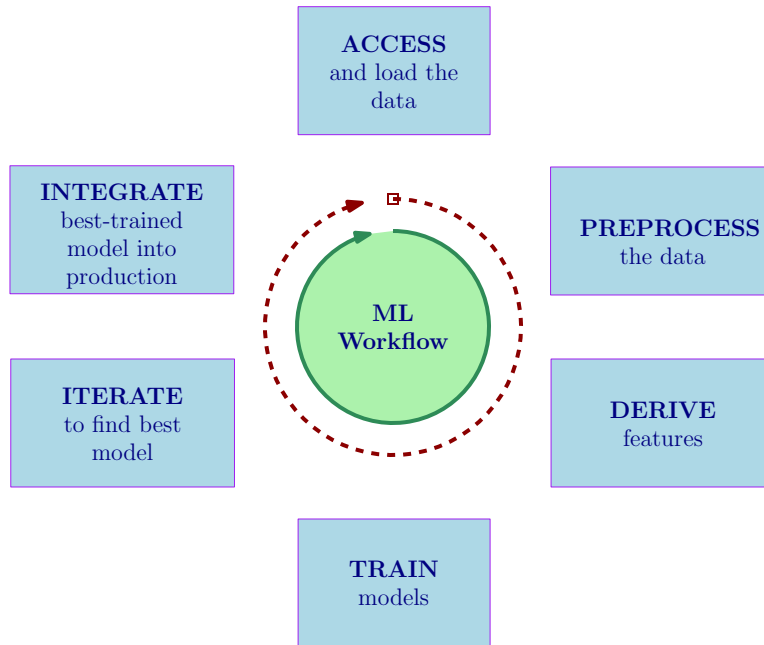 ACCESS
and load the
data
PREPROCESS
the data
DERIVE
features
TRAIN
models
ITERATE
to find best
model
INTEGRATE
best-trained
model into
production
ML
Workflow